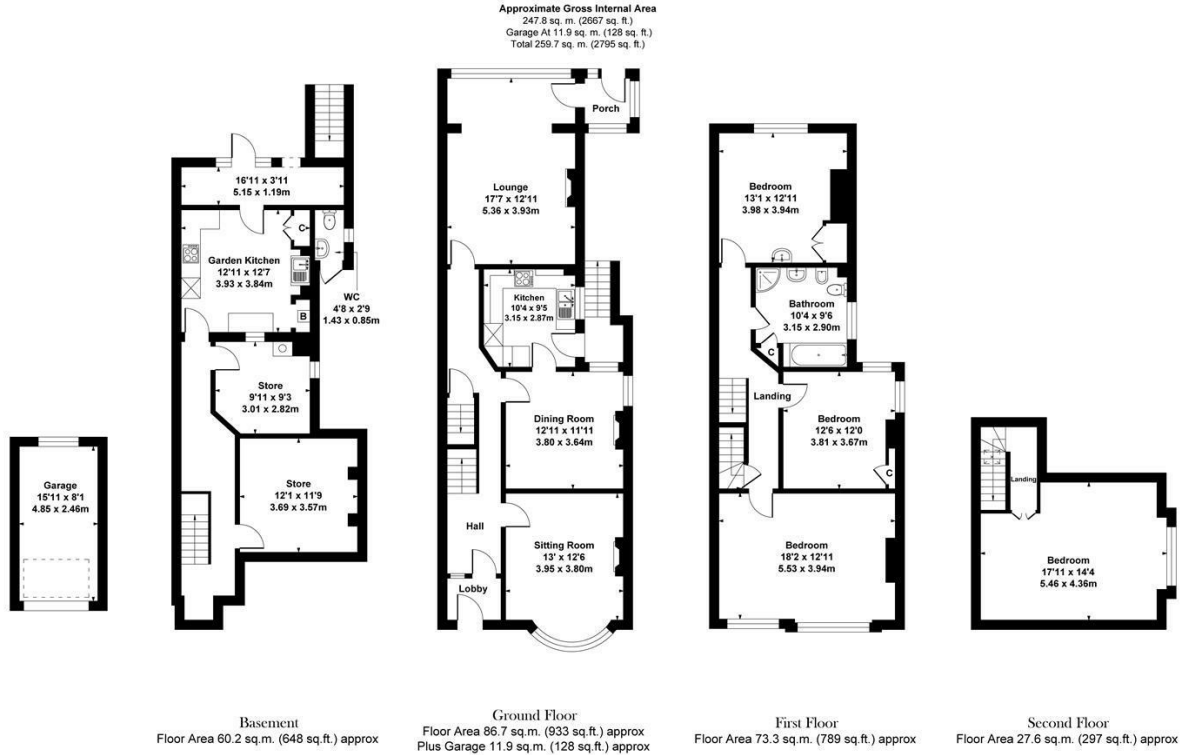 Approximate Gross Internal Area
247.8 sq. m. (2667 sq. ft.)
Garage At 11.9 sq. m. (128 sq. ft.)
Total 259.7 sq. m. (2795 sq. ft.)
16'11 x 3'11
5.15 x 1.19m
C
Garden Kitchen
12'11 x 12'7
3.93 x 3.84m
B
WC
4'8 x 2'9
1.43 x 0.85m
Store
9'11 x 9'3
3.01 x 2.82m
Store
12'1 x 11'9
3.69 x 3.57m
Garage
15'11 x 8'1
4.85 x 2.46m
Basement
Floor Area 60.2 sq.m. (648 sq.ft.) approx
Porch
Lounge
17'7 x 12'11
5.36 x 3.93m
Kitchen
10'4 x 9'5
3.15 x 2.87m
Dining Room
12'11 x 11'11
3.80 x 3.64m
Hall
Sitting Room
13' x 12'6
3.95 x 3.80m
Lobby
Ground Floor
Floor Area 86.7 sq.m. (933 sq.ft.) approx
Plus Garage 11.9 sq.m. (128 sq.ft.) approx
Bedroom
13'1 x 12'11
3.98 x 3.94m
Bathroom
10'4 x 9'6
3.15 x 2.90m
C
Landing
Bedroom
12'6 x 12'0
3.81 x 3.67m
C
Bedroom
18'2 x 12'11
5.53 x 3.94m
First Floor
Floor Area 73.3 sq.m. (789 sq.ft.) approx
Landing
Bedroom
17'11 x 14'4
5.46 x 4.36m
Second Floor
Floor Area 27.6 sq.m. (297 sq.ft.) approx